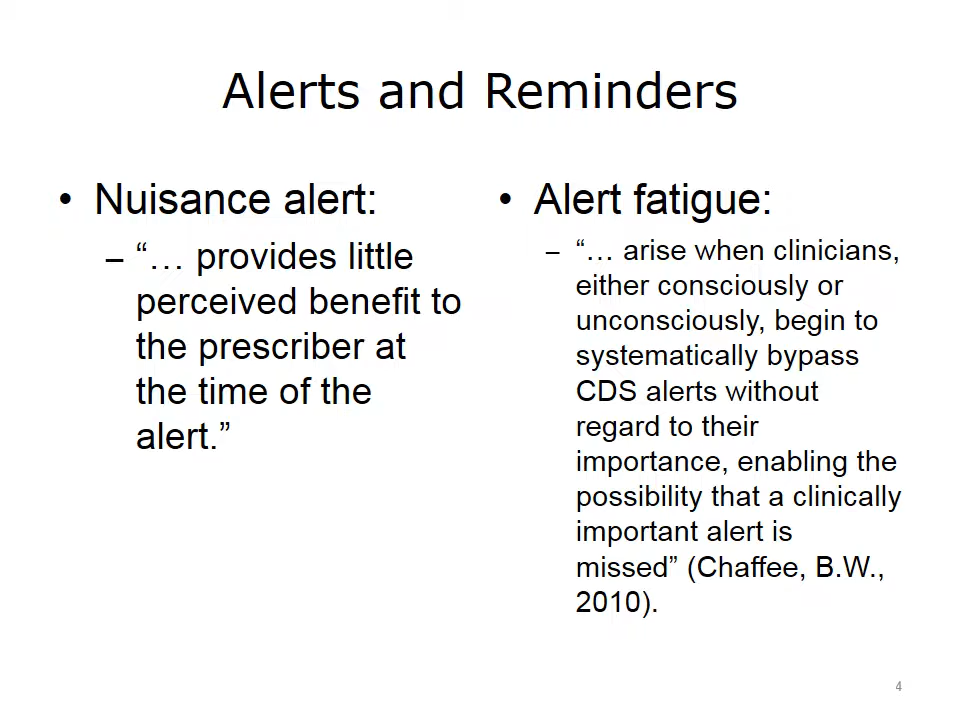 Alerts and Reminders
• Nuisance alert:
– “… provides little
perceived benefit to
the prescriber at
the time of the
alert.”
• Alert fatigue:
– “… arise when clinicians,
either consciously or
unconsciously, begin to
systematically bypass
CDS alerts without
regard to their
importance, enabling the
possibility that a clinically
important alert is
missed” (Chaffee, B.W.,
2010).
4